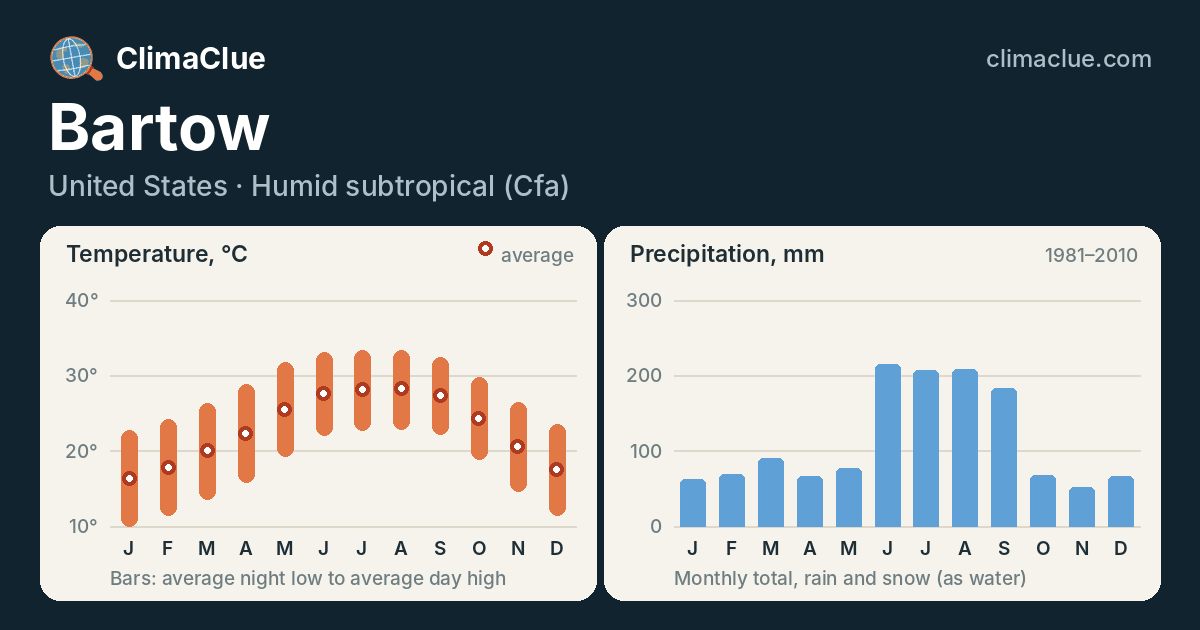 ClimaClue
climaclue.com
Bartow
United States · Humid subtropical (Cfa)
Temperature, °C
average
40°
30°
20°
10°
J F M A M J J A S O N D
Bars: average night low to average day high
Precipitation, mm
1981–2010
300
200
100
0
J F M A M J J A S O N D
Monthly total, rain and snow (as water)